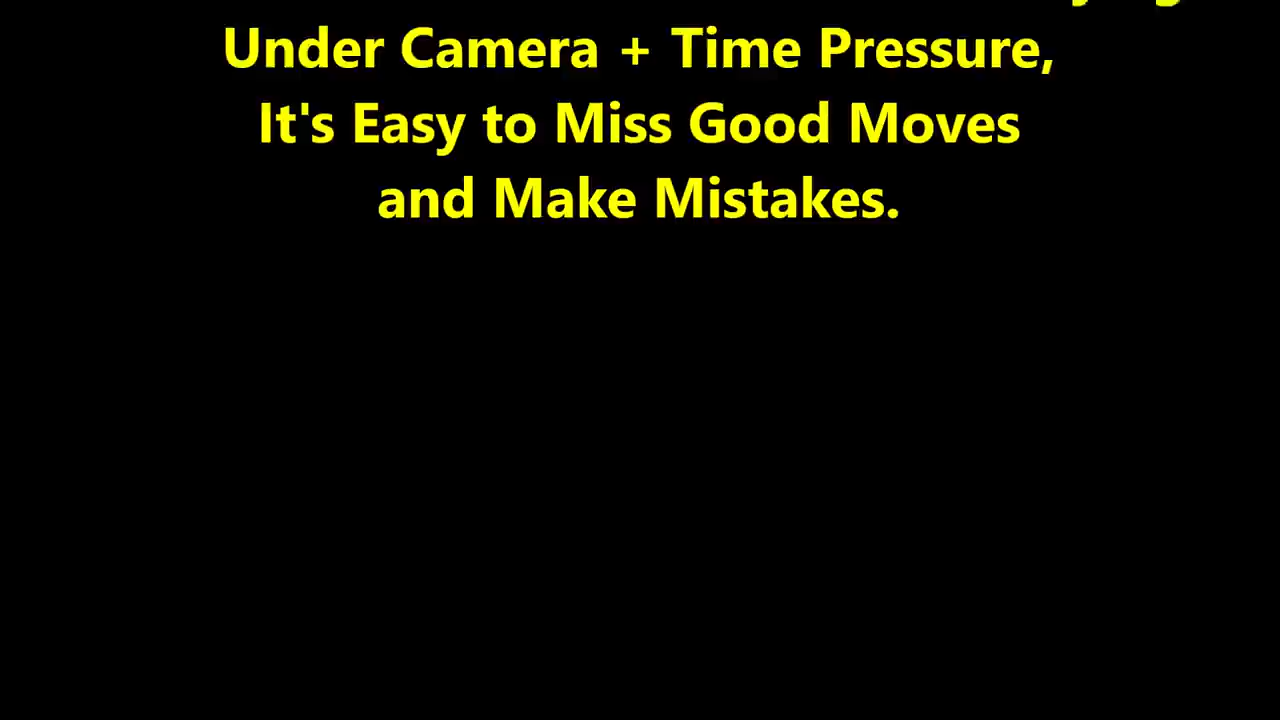 Under Camera + Time Pressure,
It's Easy to Miss Good Moves
and Make Mistakes.